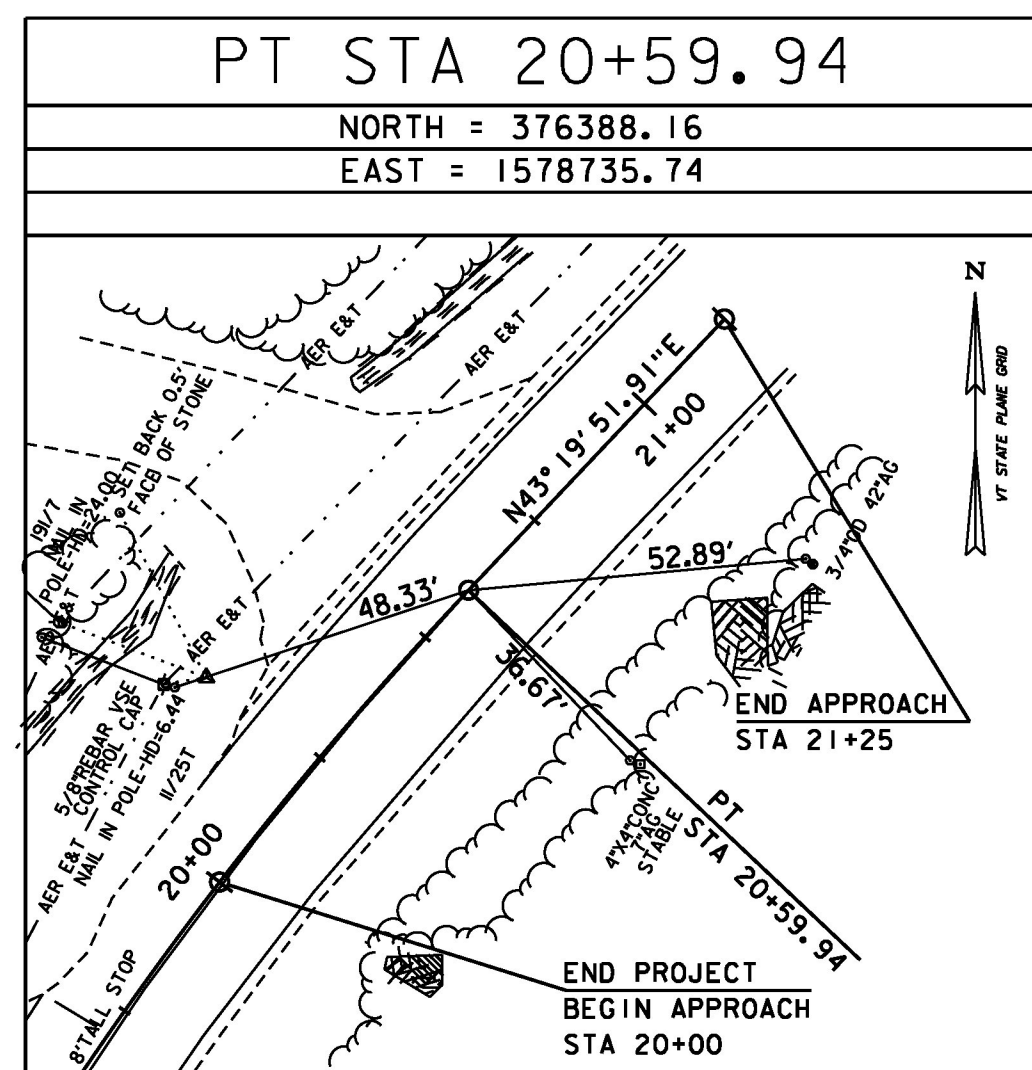 PT STA 20+59.94
NORTH = 376388.16
EAST = 1578735.74
N
VT STATE PLANE GRID
AER E&T
AER E&T
N43° 19' 51.91"E
21+00
SET BACK 0.5'
FACE OF STONE
191/7
NAIL IN
POLE-HD=24.00
42"AG
3/4"OD
52.89'
48.33'
AER E&T
AER E&T
36.67'
END APPROACH
STA 21+25
5/8"REBAR VSE
CONTROL CAP
NAIL IN POLE-HD=6.44
11/25T
AER E&T
4"X4"CONC
7"AG
STABLE
PT
STA 20+59.94
20+00
8'TALL STOP
END PROJECT
BEGIN APPROACH
STA 20+00